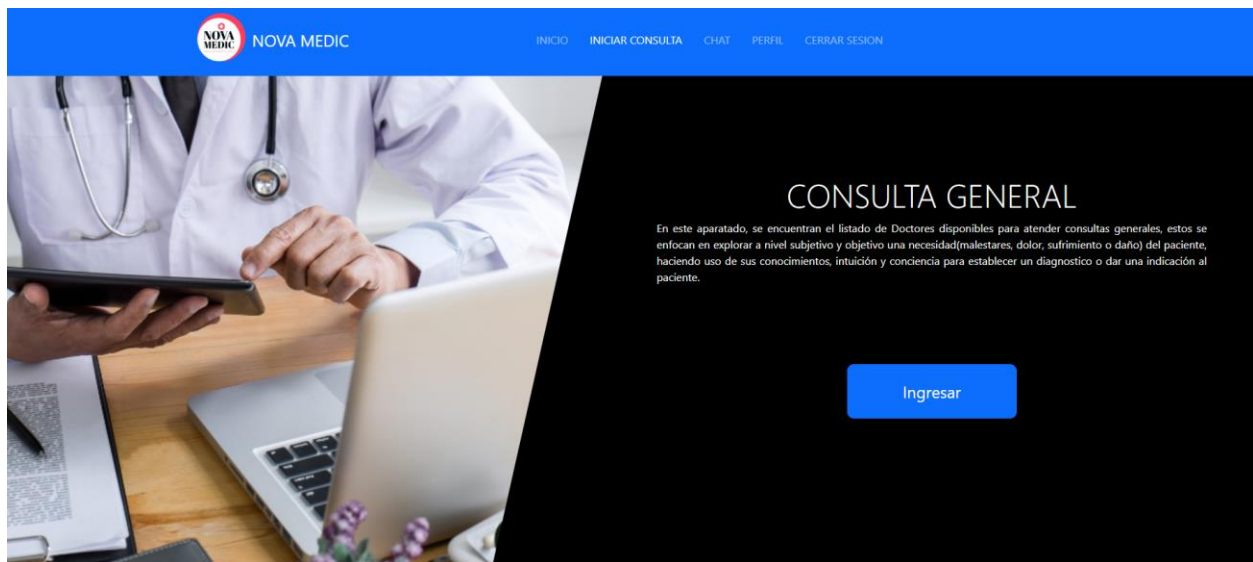 NOVA
MEDIC
NOVA MEDIC
INICIO INICIAR CONSULTA CHAT PERFIL CERRAR SESION
CONSULTA GENERAL
En este aparatado, se encuentran el listado de Doctores disponibles para atender consultas generales, estos se
enfocan en explorar a nivel subjetivo y objetivo una necesidad(malestares, dolor, sufrimiento o daño) del paciente,
haciendo uso de sus conocimientos, intuición y conciencia para establecer un diagnostico o dar una indicación al
paciente.
Ingresar